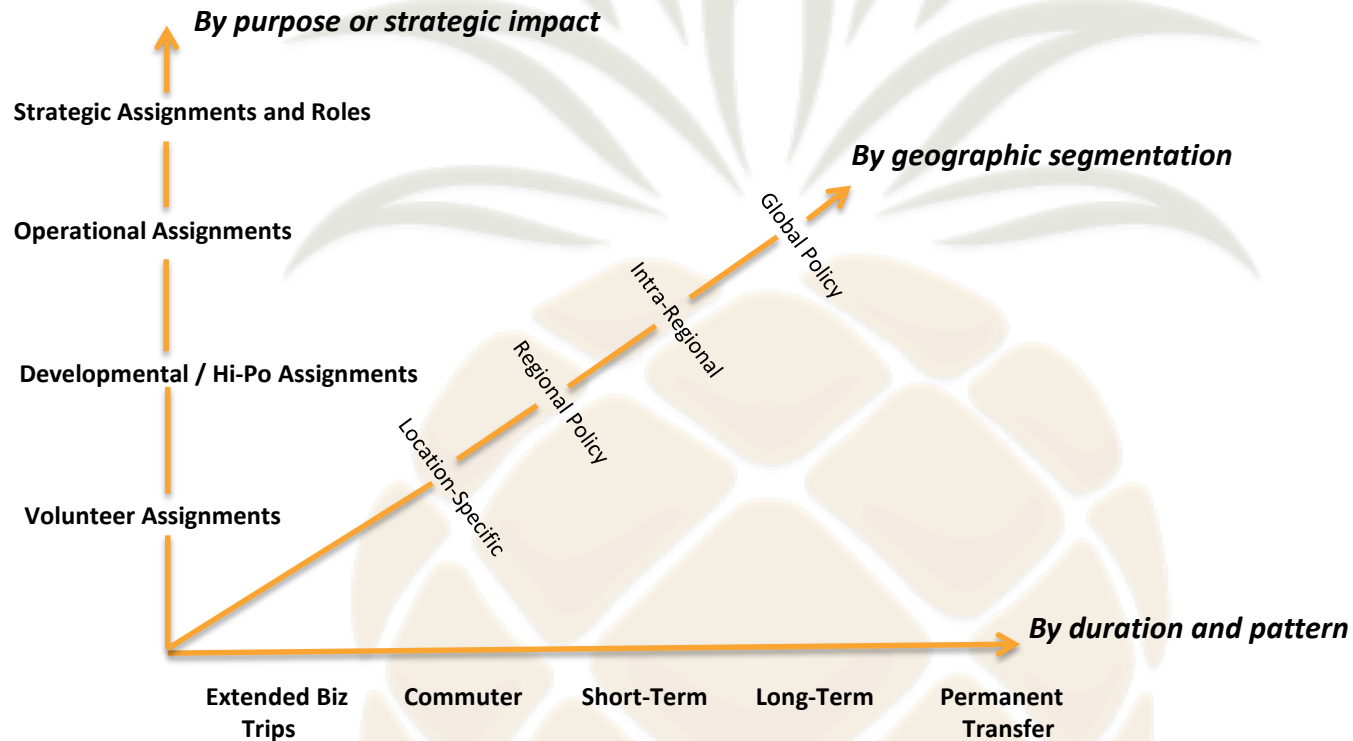 By purpose or strategic impact
Strategic Assignments and Roles
By geographic segmentation
Global Policy
Operational Assignments
Intra-Regional
Regional Policy
Developmental / Hi-Po Assignments
Location-Specific
Volunteer Assignments
By duration and pattern
Extended Biz
Trips
Commuter
Short-Term
Long-Term
Permanent
Transfer